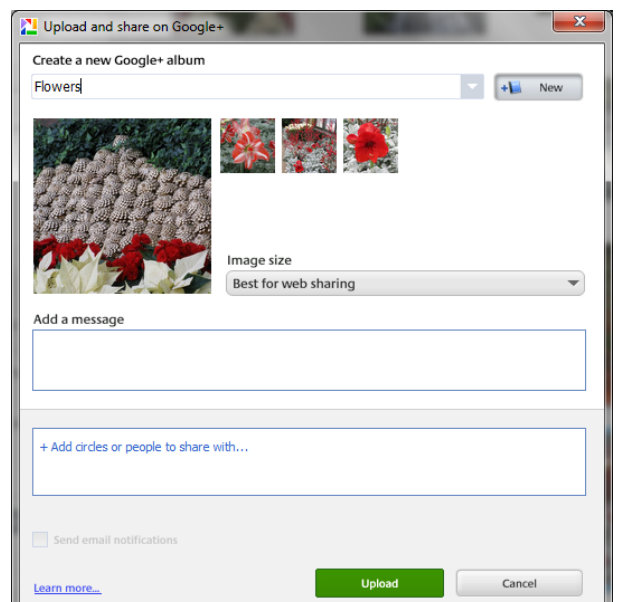 Upload and share on Google+
Create a new Google+ album
Flowers
New
Image size
Best for web sharing
Add a message
+ Add circles or people to share with...
Send email notifications
Learn more...
Upload
Cancel